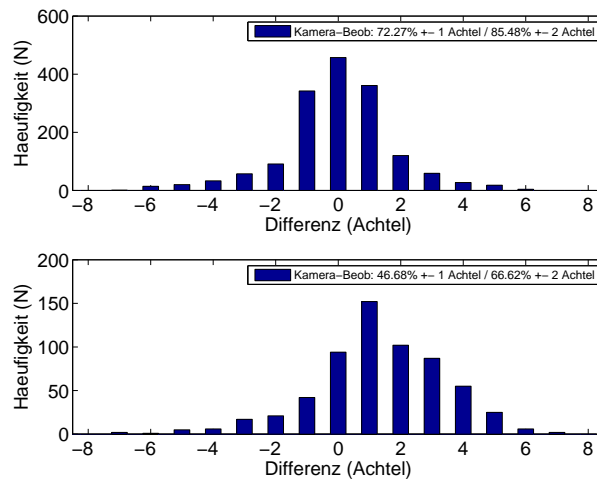 600
400
200
0
Haeufigkeit (N)
Kamera−Beob: 72.27% +− 1 Achtel / 85.48% +− 2 Achtel
−8 −6 −4 −2 0 2 4 6 8
Differenz (Achtel)
200
150
100
50
0
Haeufigkeit (N)
Kamera−Beob: 46.68% +− 1 Achtel / 66.62% +− 2 Achtel
−8 −6 −4 −2 0 2 4 6 8
Differenz (Achtel)